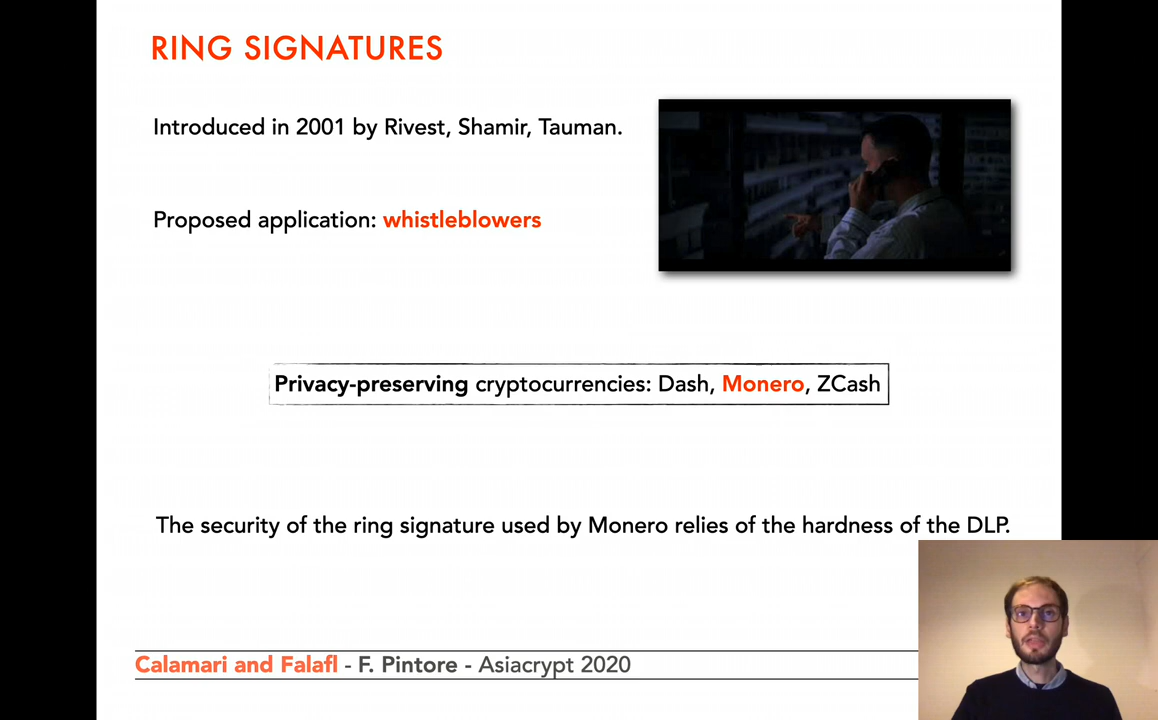 RING SIGNATURES
Introduced in 2001 by Rivest, Shamir, Tauman.
Proposed application: whistleblowers
Privacy-preserving cryptocurrencies: Dash, Monero, ZCash
The security of the ring signature used by Monero relies of the hardness of the DLP.
Calamari and Falafl - F. Pintore - Asiacrypt 2020